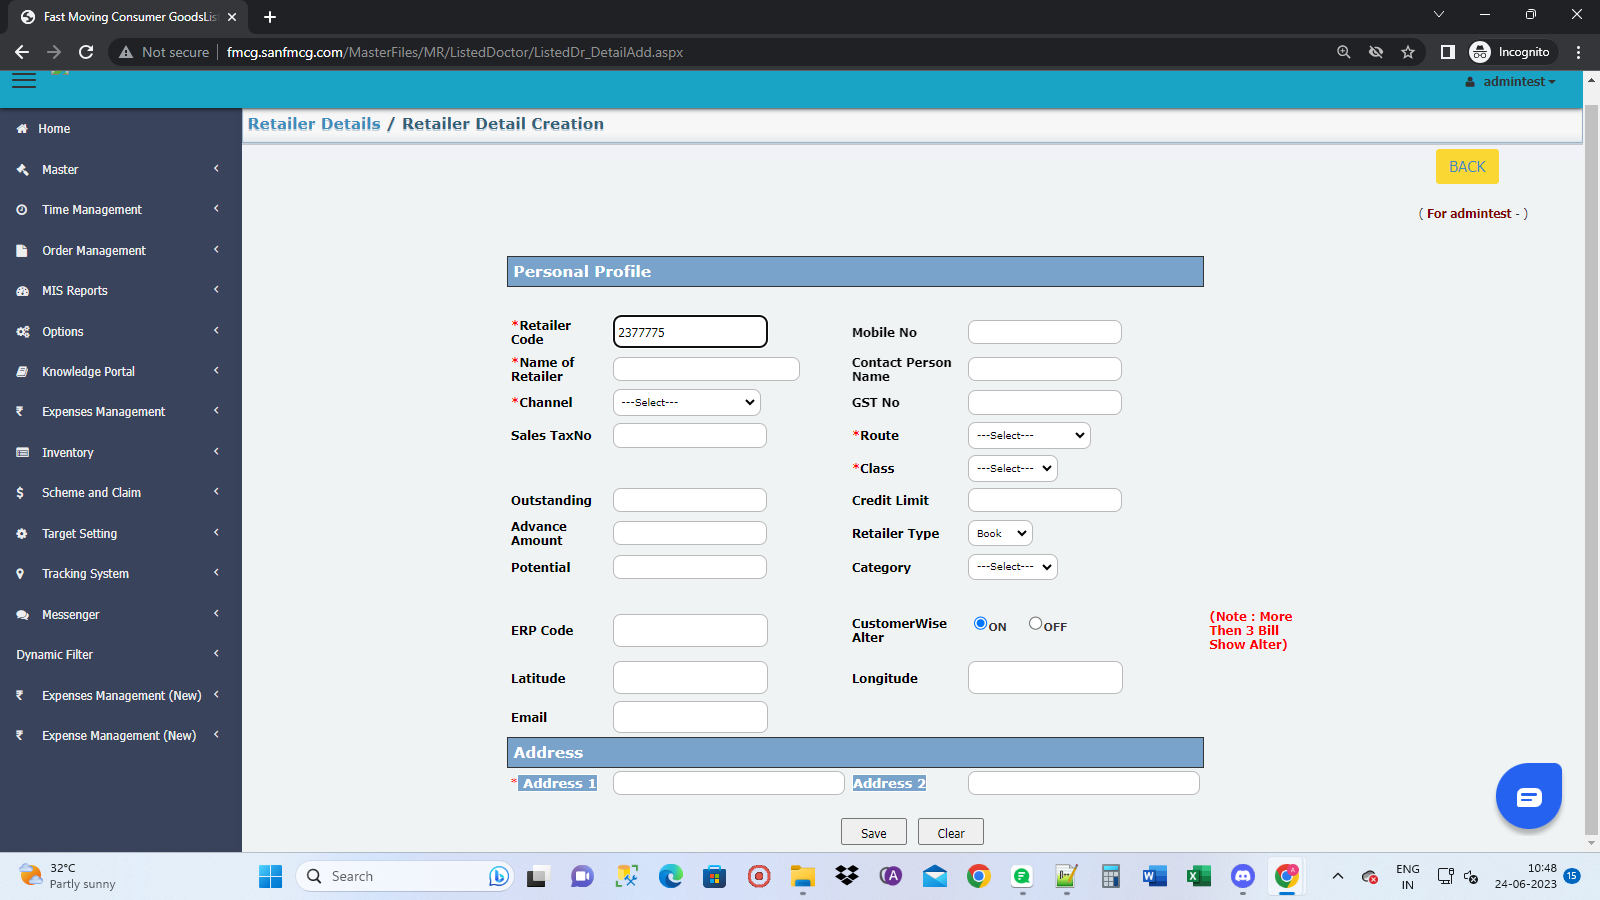 Fast Moving Consumer GoodsLis
Not secure
fmcg.sanfmcg.com/MasterFiles/MR/ListedDoctor/ListedDr_DetailAdd.aspx
Incognito
admintest
Home
Master
Time Management
Order Management
MIS Reports
Options
Knowledge Portal
Expenses Management
Inventory
Scheme and Claim
Target Setting
Tracking System
Messenger
Dynamic Filter
Expenses Management (New)
Expense Management (New)
Retailer Details / Retailer Detail Creation
BACK
( For admintest - )
Personal Profile
*Retailer Code 2377775
Mobile No
*Name of Retailer
Contact Person Name
*Channel ---Select---
GST No
Sales TaxNo
*Route ---Select---
*Class ---Select---
Outstanding
Credit Limit
Advance Amount
Retailer Type Book
Potential
Category ---Select---
ERP Code
CustomerWise Alter ON OFF
(Note : More Then 3 Bill Show Alter)
Latitude
Longitude
Email
Address
* Address 1
Address 2
Save
Clear
32°C
Partly sunny
Search
ENG
IN
10:48
24-06-2023
15